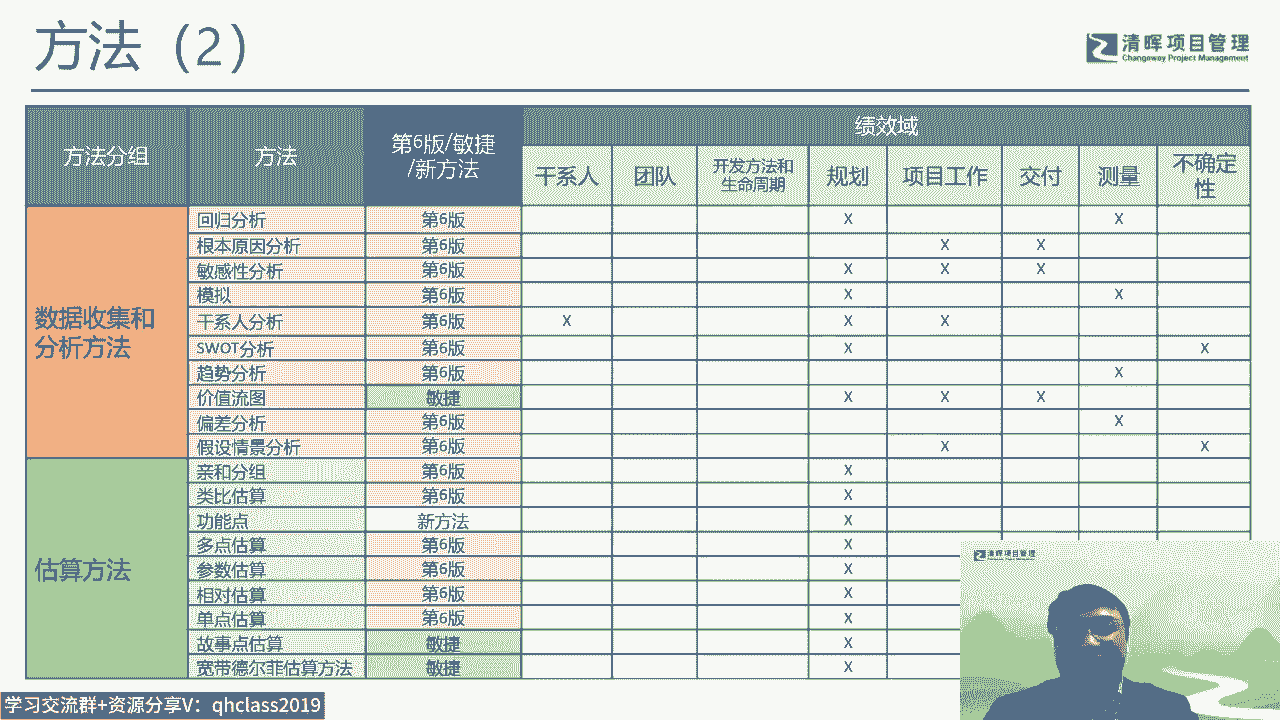 方法（2）
清晖项目管理
Changeway Project Management
方法分组 方法 第6版/敏捷/新方法 绩效域
干系人 团队 开发方法和生命周期 规划 项目工作 交付 测量 不确定性
数据收集和分析方法
回归分析 第6版 X X
根本原因分析 第6版 X X
敏感性分析 第6版 X X X
模拟 第6版 X X
干系人分析 第6版 X X X
SWOT分析 第6版 X X
趋势分析 第6版 X
价值流图 敏捷 X X X
偏差分析 第6版 X
假设情景分析 第6版 X X
估算方法
亲和分组 第6版 X
类比估算 第6版 X
功能点 新方法 X
多点估算 第6版 X
参数估算 第6版 X
相对估算 第6版 X
单点估算 第6版 X
故事点估算 敏捷 X
宽带德尔菲估算方法 敏捷 X
清晖项目管理
学习交流群+资源分享V：qhclass2019